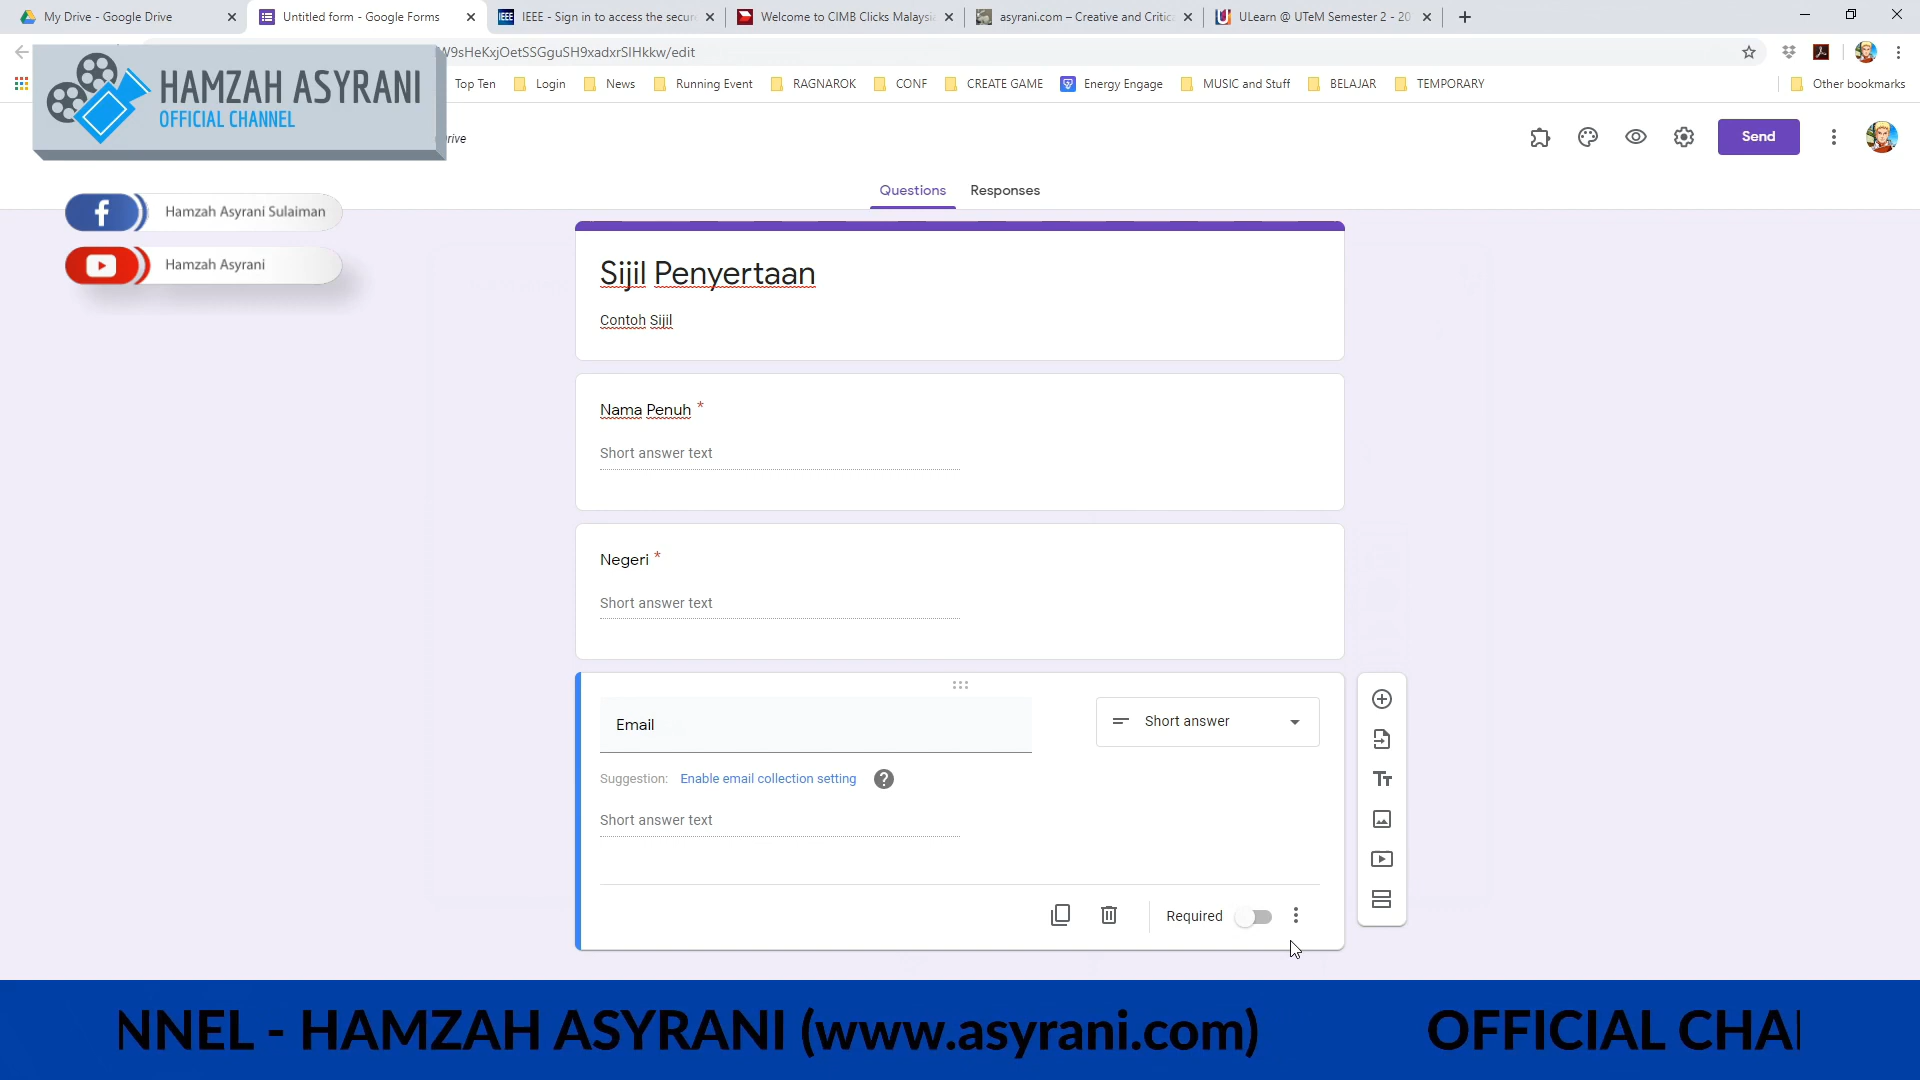 My Drive - Google Drive
Untitled form - Google Forms
IEEE - Sign in to access the secur
Welcome to CIMB Clicks Malaysi
asyrani.com – Creative and Critic
ULearn @ UTeM Semester 2 - 20
W9sHeKxjOetSSGguSH9xadxrSIHkkw/edit
Top Ten
Login
News
Running Event
RAGNAROK
CONF
CREATE GAME
Energy Engage
MUSIC and Stuff
BELAJAR
TEMPORARY
Other bookmarks
HAMZAH ASYRANI
OFFICIAL CHANNEL
rive
Send
Questions
Responses
Hamzah Asyrani Sulaiman
Hamzah Asyrani
Sijil Penyertaan
Contoh Sijil
Nama Penuh *
Short answer text
Negeri *
Short answer text
Email
Short answer
Suggestion: Enable email collection setting
Short answer text
Required
NNEL - HAMZAH ASYRANI (www.asyrani.com)
OFFICIAL CHA